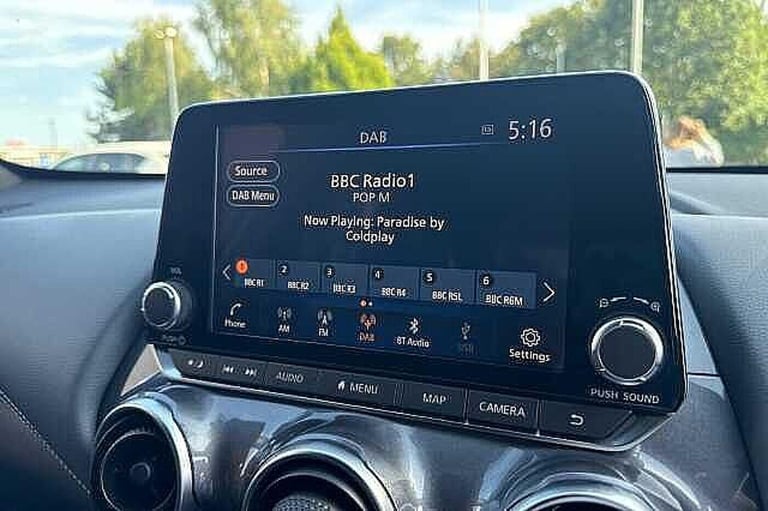 DAB
5:16
Source
DAB Menu
BBC Radio1
POP M
Now Playing: Paradise by
Coldplay
1 BBC R1
2 BBC R2
3 BBC R3
4 BBC R4
5 BBC R5L
6 BBC R6M
Phone
AM
FM
DAB
BT Audio
USB
Settings
VOL
AUDIO
MENU
MAP
CAMERA
PUSH SOUND